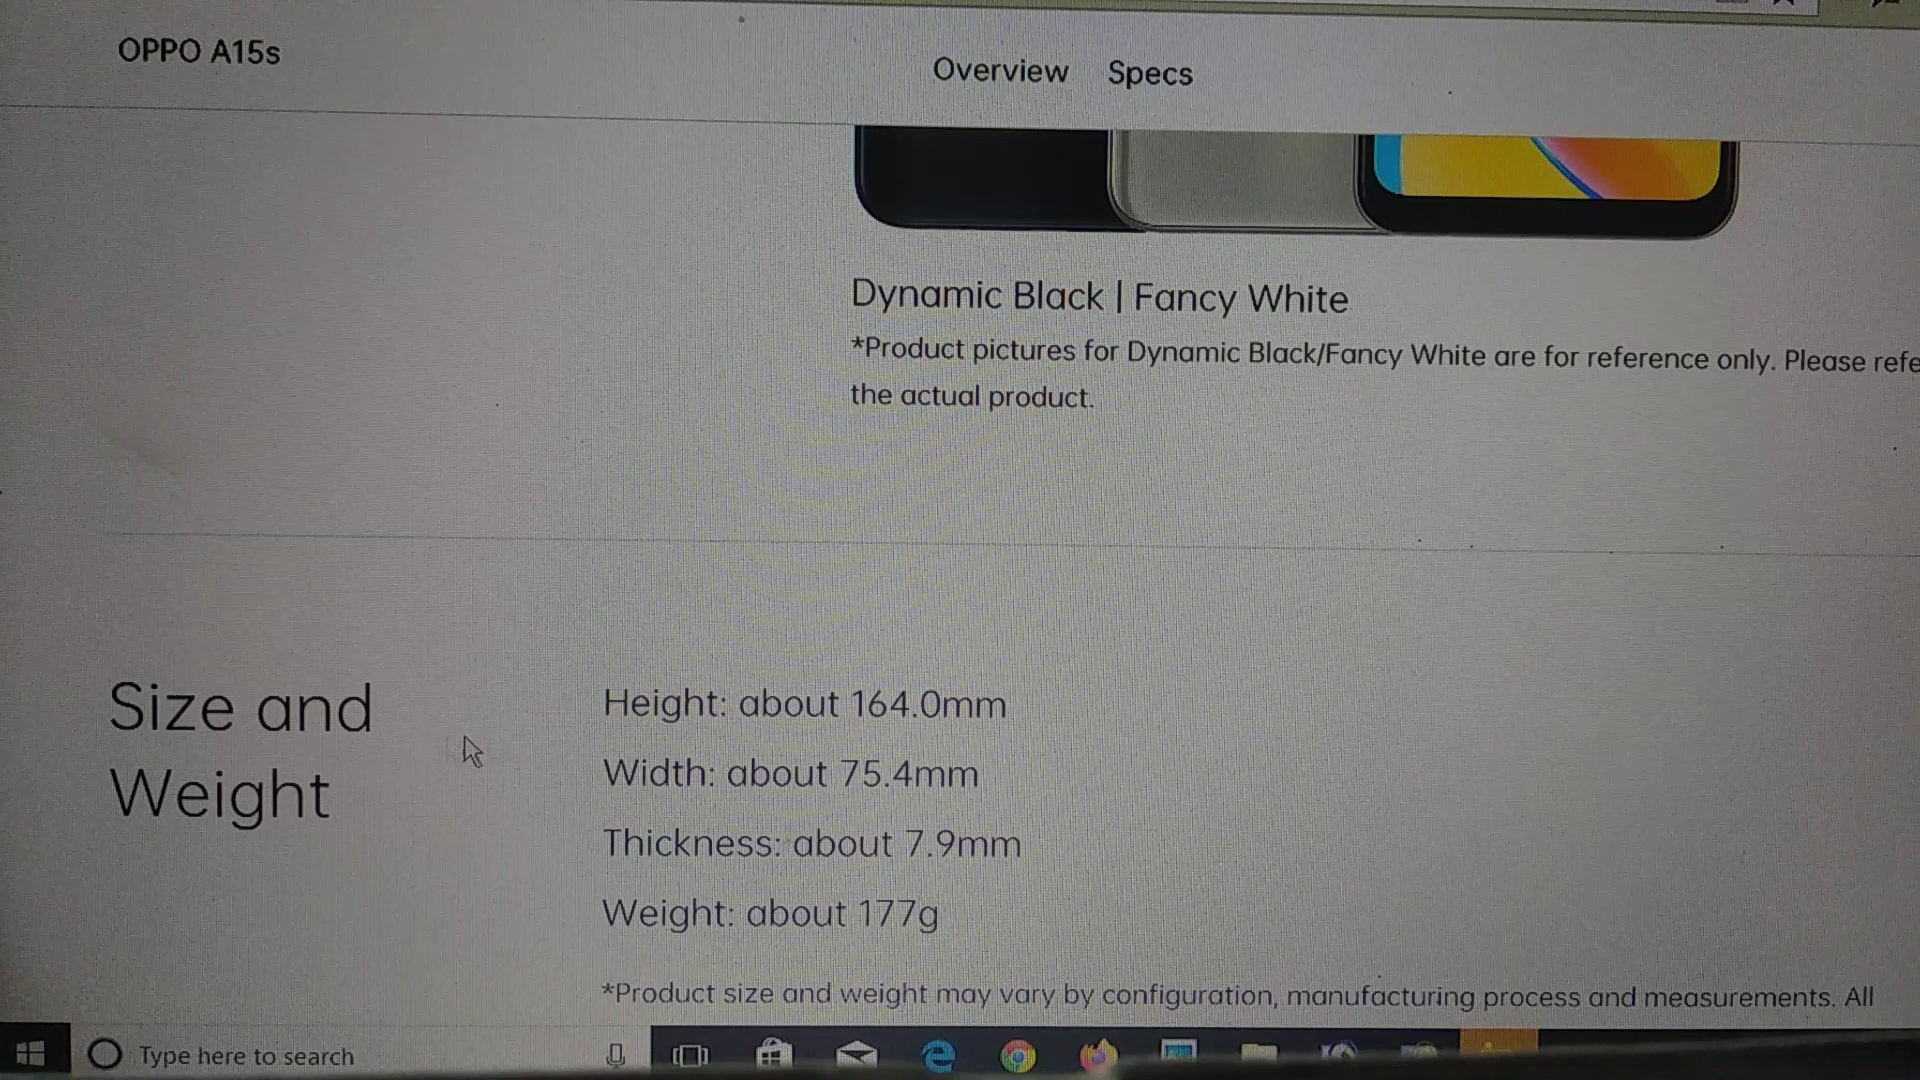 OPPO A15s
Overview Specs
Dynamic Black | Fancy White
*Product pictures for Dynamic Black/Fancy White are for reference only. Please refe
the actual product.
Size and
Weight
Height: about 164.0mm
Width: about 75.4mm
Thickness: about 7.9mm
Weight: about 177g
*Product size and weight may vary by configuration, manufacturing process and measurements. All
Type here to search